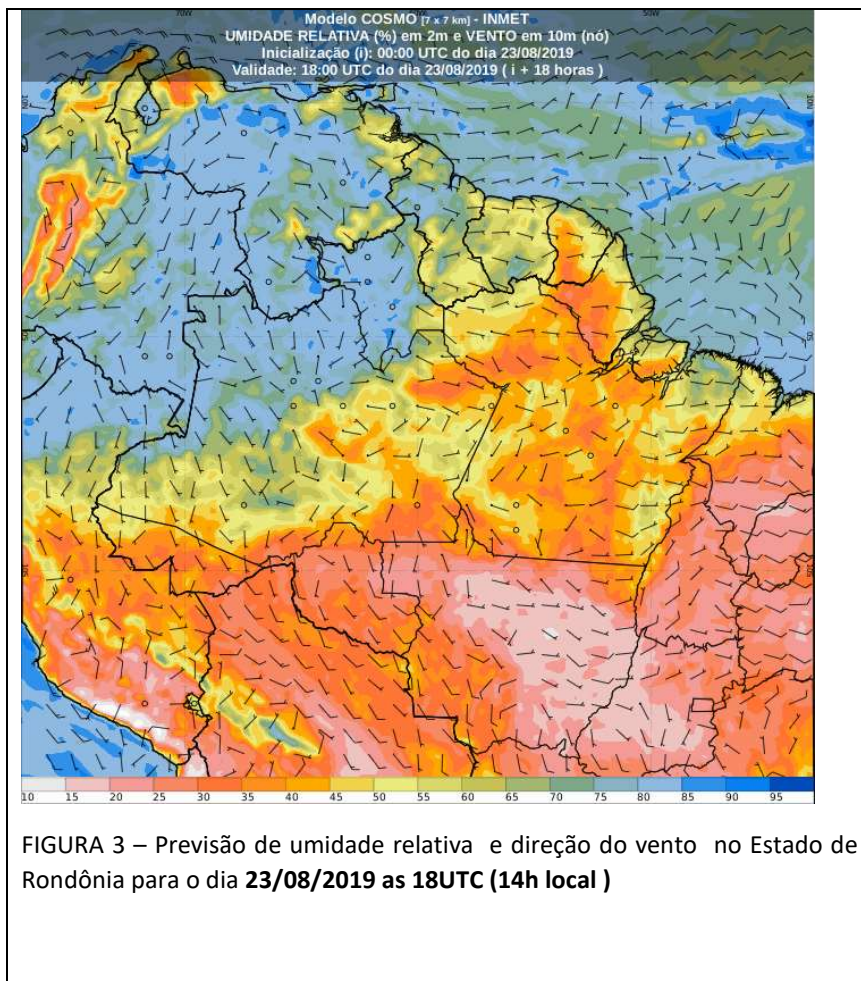 Modelo COSMO [7 x 7 km] - INMET
UMIDADE RELATIVA (%) em 2m e VENTO em 10m (nó)
Inicialização (i): 00:00 UTC do dia 23/08/2019
Validade: 18:00 UTC do dia 23/08/2019 ( i + 18 horas )
10 15 20 25 30 35 40 45 50 55 60 65 70 75 80 85 90 95
FIGURA 3 – Previsão de umidade relativa e direção do vento no Estado de
Rondônia para o dia 23/08/2019 as 18UTC (14h local )